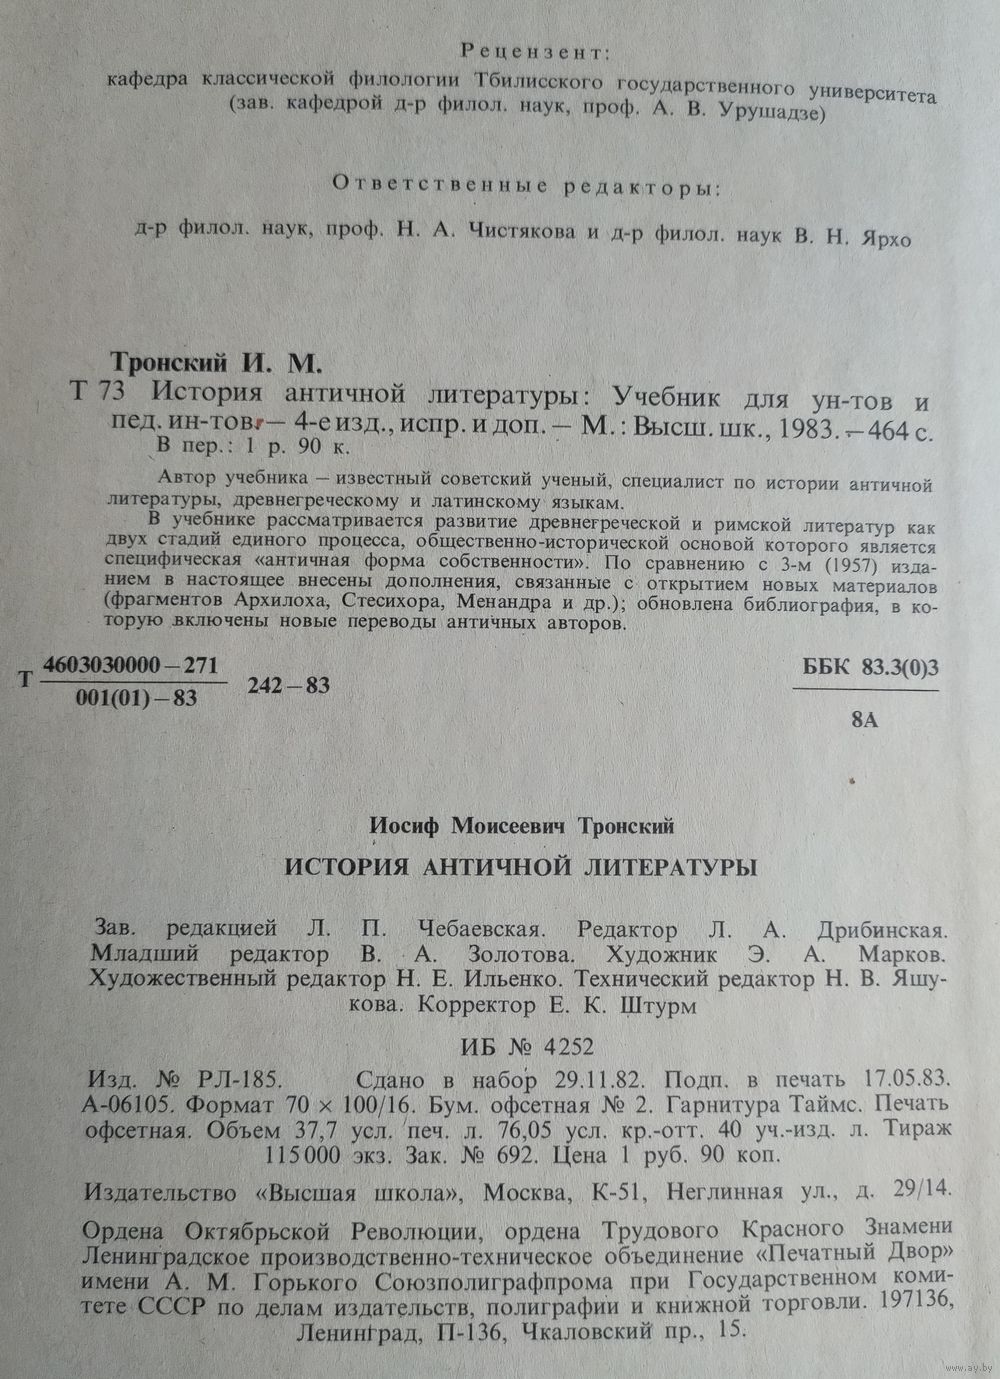 Рецензент:
кафедра классической филологии Тбилисского государственного университета
(зав. кафедрой д-р филол. наук, проф. А. В. Урушадзе)
Ответственные редакторы:
д-р филол. наук, проф. Н. А. Чистякова и д-р филол. наук В. Н. Ярхо
Тронский И. М.
Т 73 История античной литературы: Учебник для ун-тов и
пед. ин-тов. — 4-е изд., испр. и доп. — М.: Высш. шк., 1983. — 464 с.
В пер.: 1 р. 90 к.
Автор учебника — известный советский ученый, специалист по истории античной
литературы, древнегреческому и латинскому языкам.
В учебнике рассматривается развитие древнегреческой и римской литератур как
двух стадий единого процесса, общественно-исторической основой которого является
специфическая «античная форма собственности». По сравнению с 3-м (1957) изда-
нием в настоящее внесены дополнения, связанные с открытием новых материалов
(фрагментов Архилоха, Стесихора, Менандра и др.); обновлена библиография, в ко-
торую включены новые переводы античных авторов.
Т 4603030000—271
001(01)—83 242—83
ББК 83.3(0)3
8А
Иосиф Моисеевич Тронский
ИСТОРИЯ АНТИЧНОЙ ЛИТЕРАТУРЫ
Зав. редакцией Л. П. Чебаевская. Редактор Л. А. Дрибинская.
Младший редактор В. А. Золотова. Художник Э. А. Марков.
Художественный редактор Н. Е. Ильенко. Технический редактор Н. В. Яшу-
кова. Корректор Е. К. Штурм
ИБ № 4252
Изд. № РЛ-185. Сдано в набор 29.11.82. Подп. в печать 17.05.83.
А-06105. Формат 70 × 100/16. Бум. офсетная № 2. Гарнитура Таймс. Печать
офсетная. Объем 37,7 усл. печ. л. 76,05 усл. кр.-отт. 40 уч.-изд. л. Тираж
115 000 экз. Зак. № 692. Цена 1 руб. 90 коп.
Издательство «Высшая школа», Москва, К-51, Неглинная ул., д. 29/14.
Ордена Октябрьской Революции, ордена Трудового Красного Знамени
Ленинградское производственно-техническое объединение «Печатный Двор»
имени А. М. Горького Союзполиграфпрома при Государственном коми-
тете СССР по делам издательств, полиграфии и книжной торговли. 197136,
Ленинград, П-136, Чкаловский пр., 15.
www.ay.by